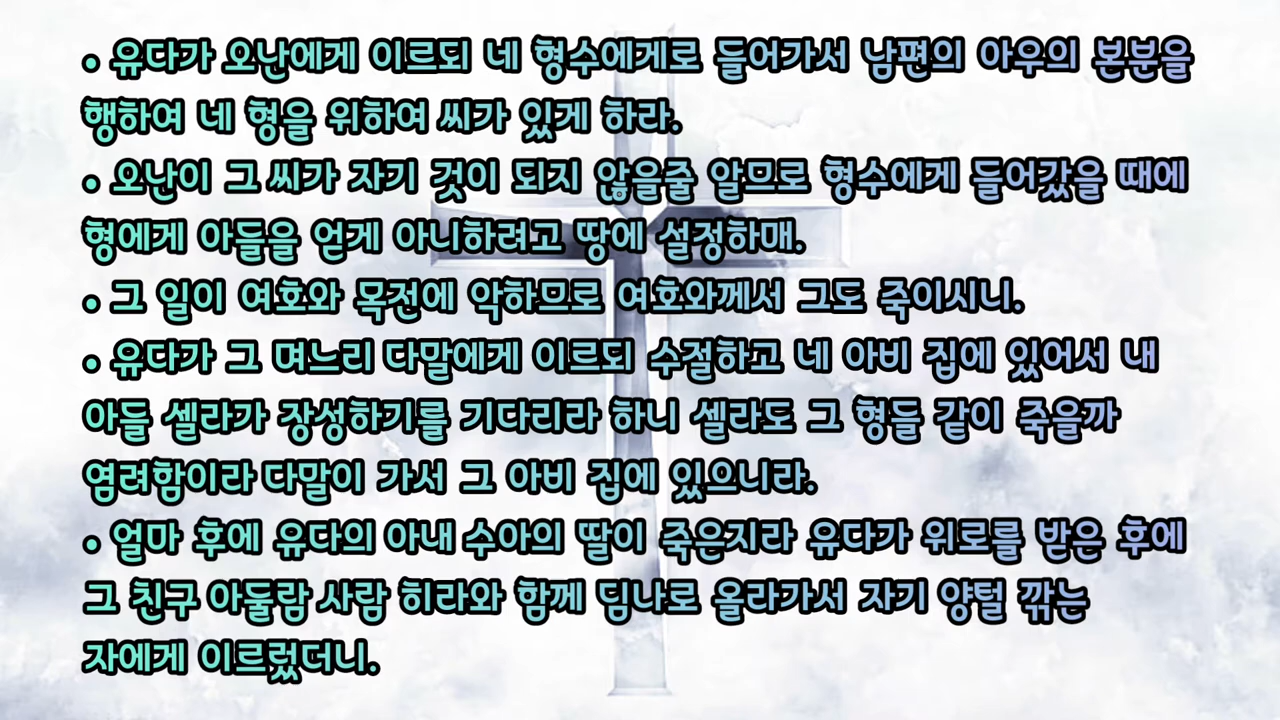 • 유다가 오난에게 이르되 네 형수에게로 들어가서 남편의 아우의 본분을
행하여 네 형을 위하여 씨가 있게 하라.
• 오난이 그 씨가 자기 것이 되지 않을줄 알므로 형수에게 들어갔을 때에
형에게 아들을 얻게 아니하려고 땅에 설정하매.
• 그 일이 여호와 목전에 악하므로 여호와께서 그도 죽이시니.
• 유다가 그 며느리 다말에게 이르되 수절하고 네 아비 집에 있어서 내
아들 셀라가 장성하기를 기다리라 하니 셀라도 그 형들 같이 죽을까
염려함이라 다말이 가서 그 아비 집에 있으니라.
• 얼마 후에 유다의 아내 수아의 딸이 죽은지라 유다가 위로를 받은 후에
그 친구 아둘람 사람 히라와 함께 딤나로 올라가서 자기 양털 깎는
자에게 이르렀더니.